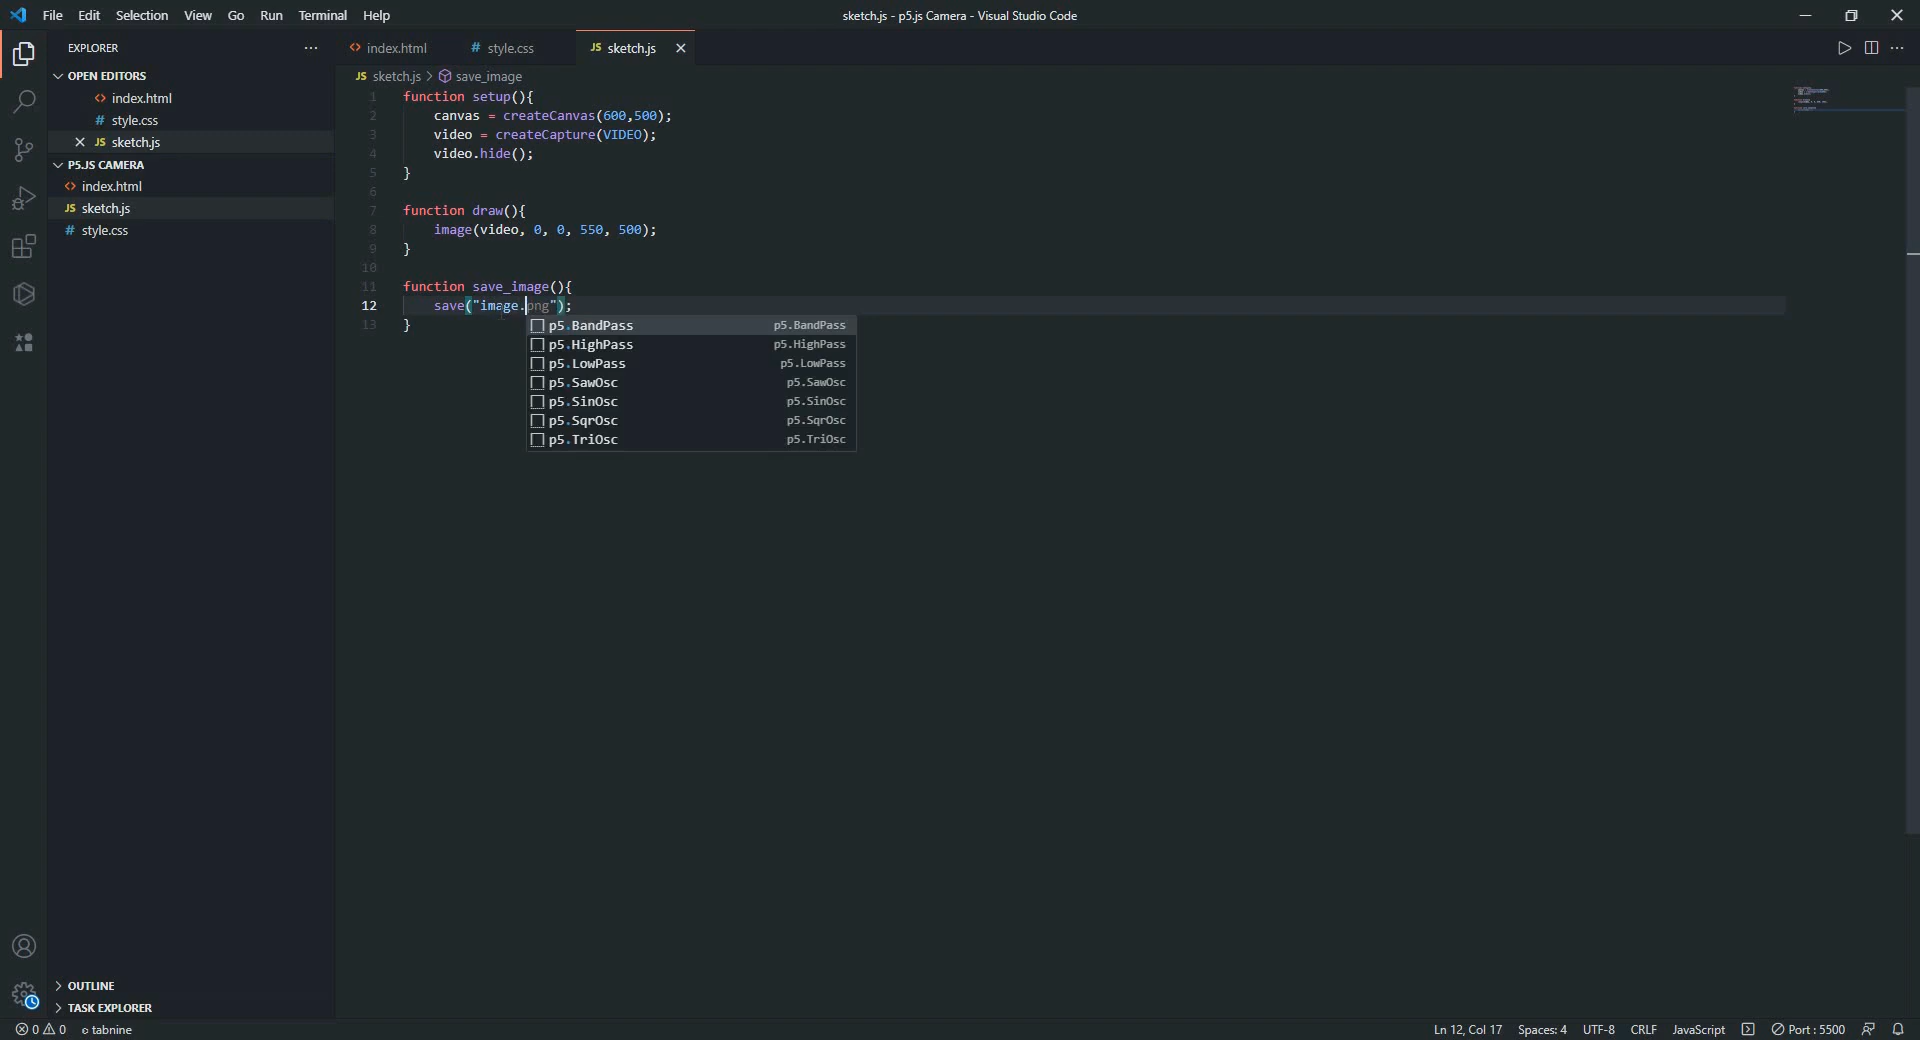 File Edit Selection View Go Run Terminal Help
sketch.js - p5.js Camera - Visual Studio Code
EXPLORER
OPEN EDITORS
index.html
# style.css
JS sketch.js
P5.JS CAMERA
index.html
JS sketch.js
# style.css
OUTLINE
TASK EXPLORER
index.html # style.css JS sketch.js
JS sketch.js > save_image
1 function setup(){
2 canvas = createCanvas(600,500);
3 video = createCapture(VIDEO);
4 video.hide();
5 }
6
7 function draw(){
8 image(video, 0, 0, 550, 500);
9 }
10
11 function save_image(){
12 save("image.png");
13 }
p5.BandPass p5.BandPass
p5.HighPass p5.HighPass
p5.LowPass p5.LowPass
p5.SawOsc p5.SawOsc
p5.SinOsc p5.SinOsc
p5.SqrOsc p5.SqrOsc
p5.TriOsc p5.TriOsc
0 0 tabnine
Ln 12, Col 17 Spaces: 4 UTF-8 CRLF JavaScript Port : 5500